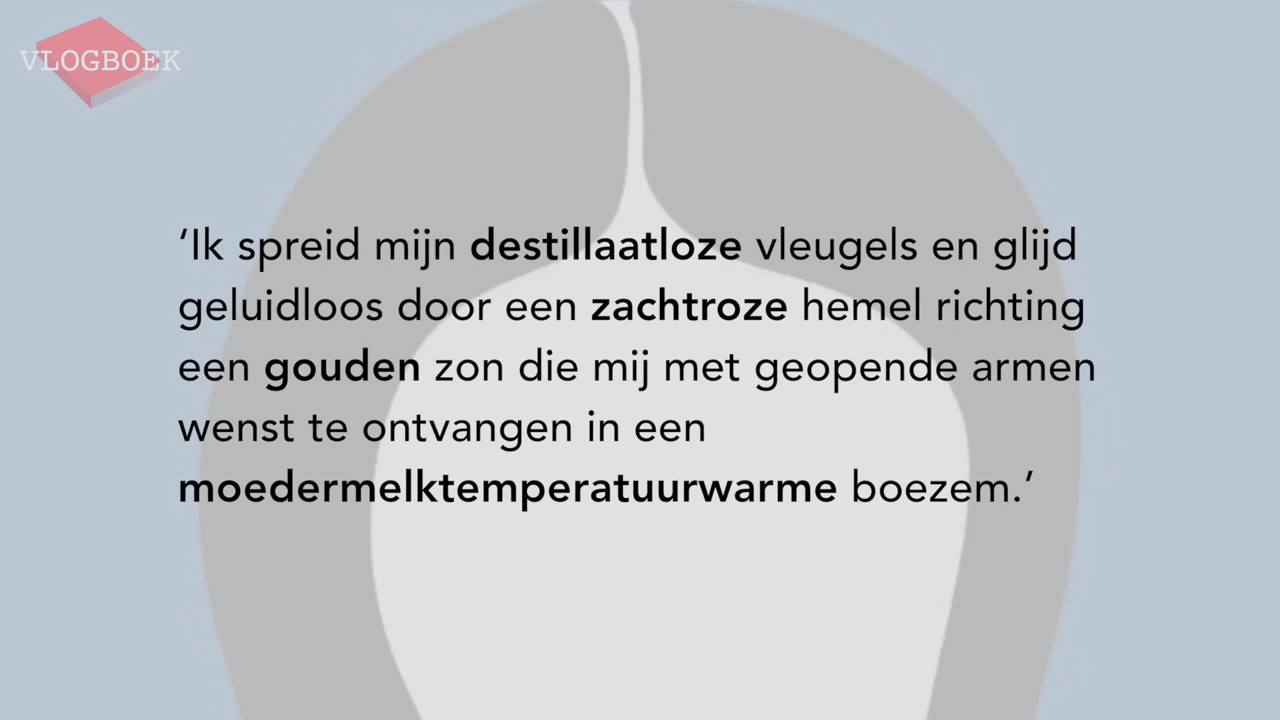 VLOGBOEK
‘Ik spreid mijn destillaatloze vleugels en glijd
geluidloos door een zachtroze hemel richting
een gouden zon die mij met geopende armen
wenst te ontvangen in een
moedermelktemperatuurwarme boezem.’